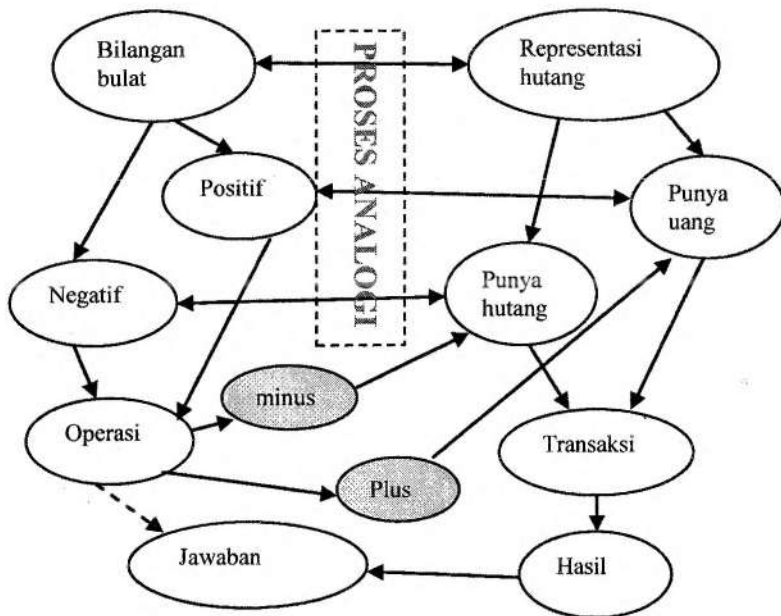 Bilangan
bulat
Representasi
hutang
PROSES ANALOGI
Positif
Punya
uang
Negatif
Punya
hutang
minus
Operasi
Transaksi
Plus
Jawaban
Hasil